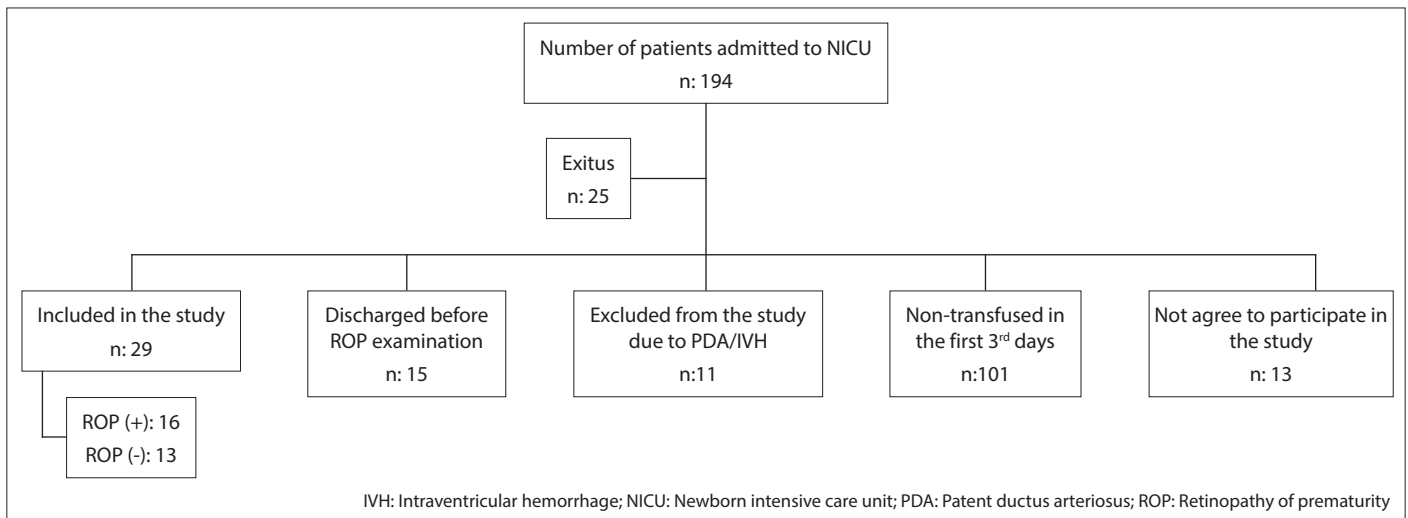 Number of patients admitted to NICU
n: 194
Exitus
n: 25
Included in the study
n: 29
ROP (+): 16
ROP (-): 13
Discharged before
ROP examination
n: 15
Excluded from the study
due to PDA/IVH
n:11
Non-transfused in
the first 3rd days
n:101
Not agree to participate in
the study
n: 13
IVH: Intraventricular hemorrhage; NICU: Newborn intensive care unit; PDA: Patent ductus arteriosus; ROP: Retinopathy of prematurity